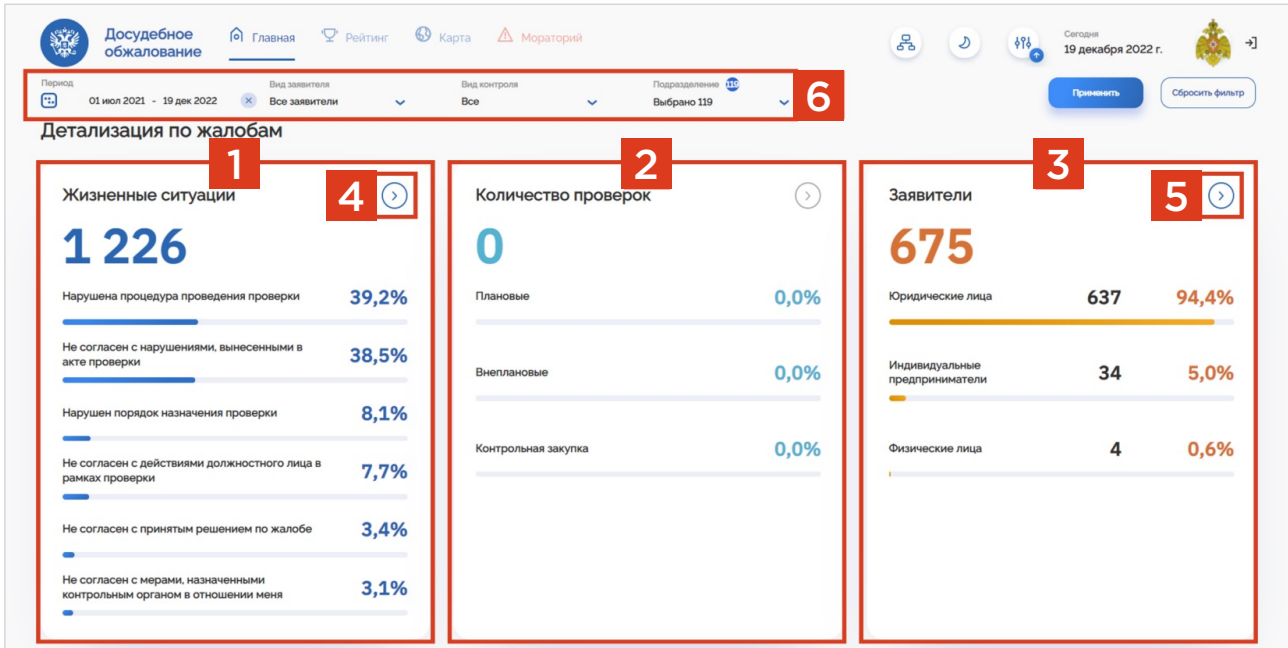 Досудебное
обжалование
Главная
Рейтинг
Карта
Мораторий
Сегодня
19 декабря 2022 г.
Период
01 июл 2021 - 19 дек 2022
Вид заявителя
Все заявители
Вид контроля
Все
Подразделение 119
Выбрано 119
6
Применить
Сбросить фильтр
Детализация по жалобам
1
Жизненные ситуации
4
1 226
Нарушена процедура проведения проверки 39,2%
Не согласен с нарушениями, вынесенными в
акте проверки 38,5%
Нарушен порядок назначения проверки 8,1%
Не согласен с действиями должностного лица в
рамках проверки 7,7%
Не согласен с принятым решением по жалобе 3,4%
Не согласен с мерами, назначенными
контрольным органом в отношении меня 3,1%
2
Количество проверок
0
Плановые 0,0%
Внеплановые 0,0%
Контрольная закупка 0,0%
3
Заявители
5
675
Юридические лица 637 94,4%
Индивидуальные
предприниматели 34 5,0%
Физические лица 4 0,6%